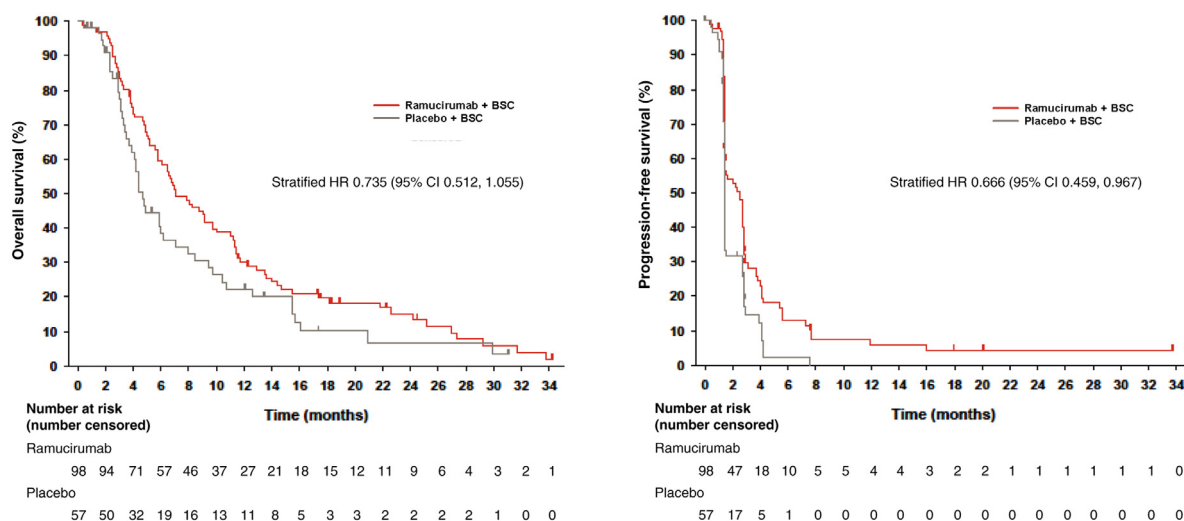 Overall survival (%)
100
90
80
70
60
50
40
30
20
10
0
Ramucirumab + BSC
Placebo + BSC
Stratified HR 0.735 (95% CI 0.512, 1.055)
0 2 4 6 8 10 12 14 16 18 20 22 24 26 28 30 32 34
Time (months)
Number at risk
(number censored)
Ramucirumab
98 94 71 57 46 37 27 21 18 15 12 11 9 6 4 3 2 1
Placebo
57 50 32 19 16 13 11 8 5 3 3 2 2 2 2 1 0 0
Progression-free survival (%)
100
90
80
70
60
50
40
30
20
10
0
Ramucirumab + BSC
Placebo + BSC
Stratified HR 0.666 (95% CI 0.459, 0.967)
0 2 4 6 8 10 12 14 16 18 20 22 24 26 28 30 32 34
Time (months)
Number at risk
(number censored)
Ramucirumab
98 47 18 10 5 5 4 4 3 2 2 1 1 1 1 1 1 0
Placebo
57 17 5 1 0 0 0 0 0 0 0 0 0 0 0 0 0 0